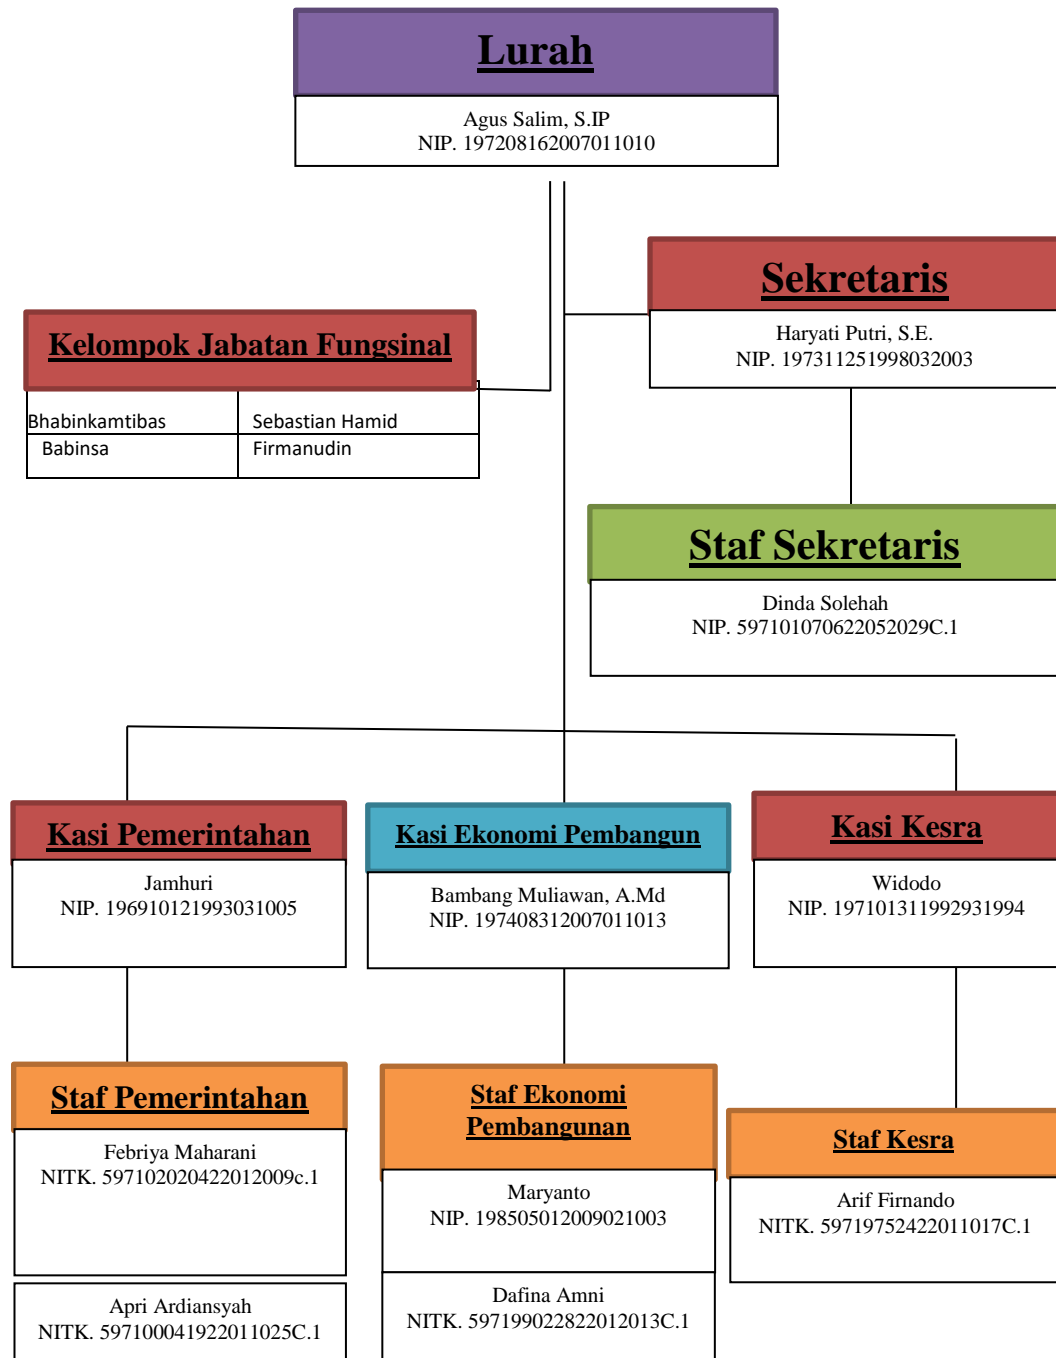 Lurah
Agus Salim, S.IP
NIP. 197208162007011010
Sekretaris
Haryati Putri, S.E.
NIP. 197311251998032003
Kelompok Jabatan Fungsinal
Bhabinkamtibas Sebastian Hamid
Babinsa Firmanudin
Staf Sekretaris
Dinda Solehah
NIP. 597101070622052029C.1
Kasi Pemerintahan
Jamhuri
NIP. 196910121993031005
Kasi Ekonomi Pembangun
Bambang Muliawan, A.Md
NIP. 197408312007011013
Kasi Kesra
Widodo
NIP. 197101311992931994
Staf Pemerintahan
Febriya Maharani
NITK. 597102020422012009c.1
Apri Ardiansyah
NITK. 597100041922011025C.1
Staf Ekonomi
Pembangunan
Maryanto
NIP. 198505012009021003
Dafina Amni
NITK. 597199022822012013C.1
Staf Kesra
Arif Firnando
NITK. 59719752422011017C.1